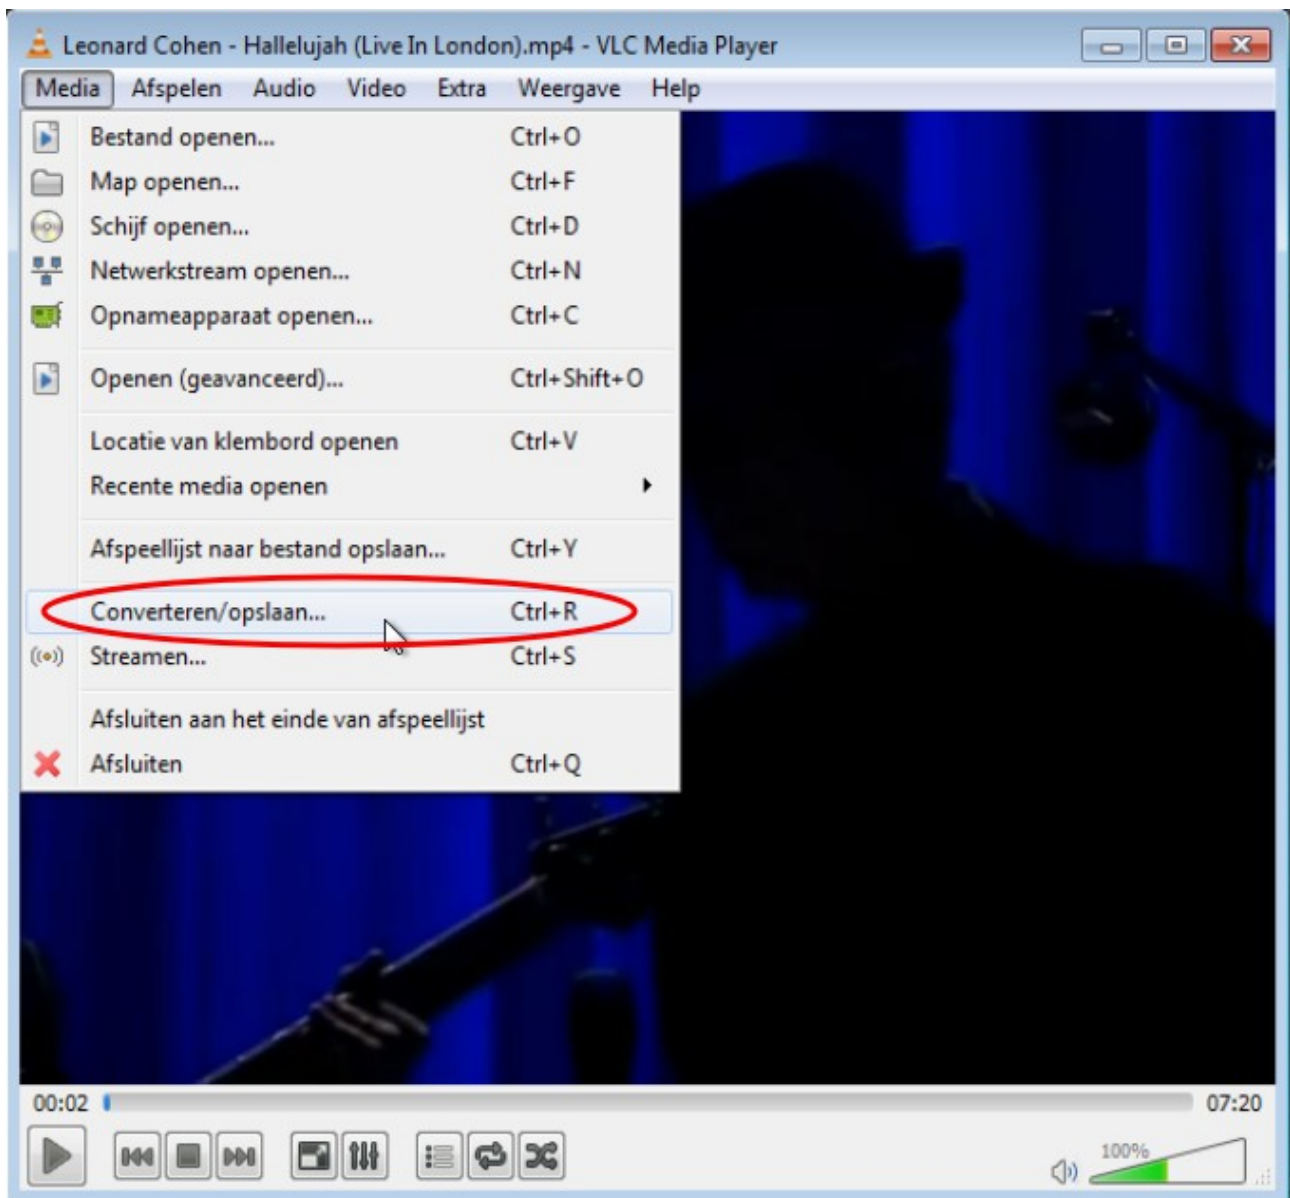 Leonard Cohen - Hallelujah (Live In London).mp4 - VLC Media Player
Media Afspelen Audio Video Extra Weergave Help
Bestand openen... Ctrl+O
Map openen... Ctrl+F
Schijf openen... Ctrl+D
Netwerkstream openen... Ctrl+N
Opnameapparaat openen... Ctrl+C
Openen (geavanceerd)... Ctrl+Shift+O
Locatie van klembord openen Ctrl+V
Recente media openen
Afspeellijst naar bestand opslaan... Ctrl+Y
Converteren/opslaan... Ctrl+R
Streamen... Ctrl+S
Afsluiten aan het einde van afspeellijst
Afsluiten Ctrl+Q
00:02 07:20
100%